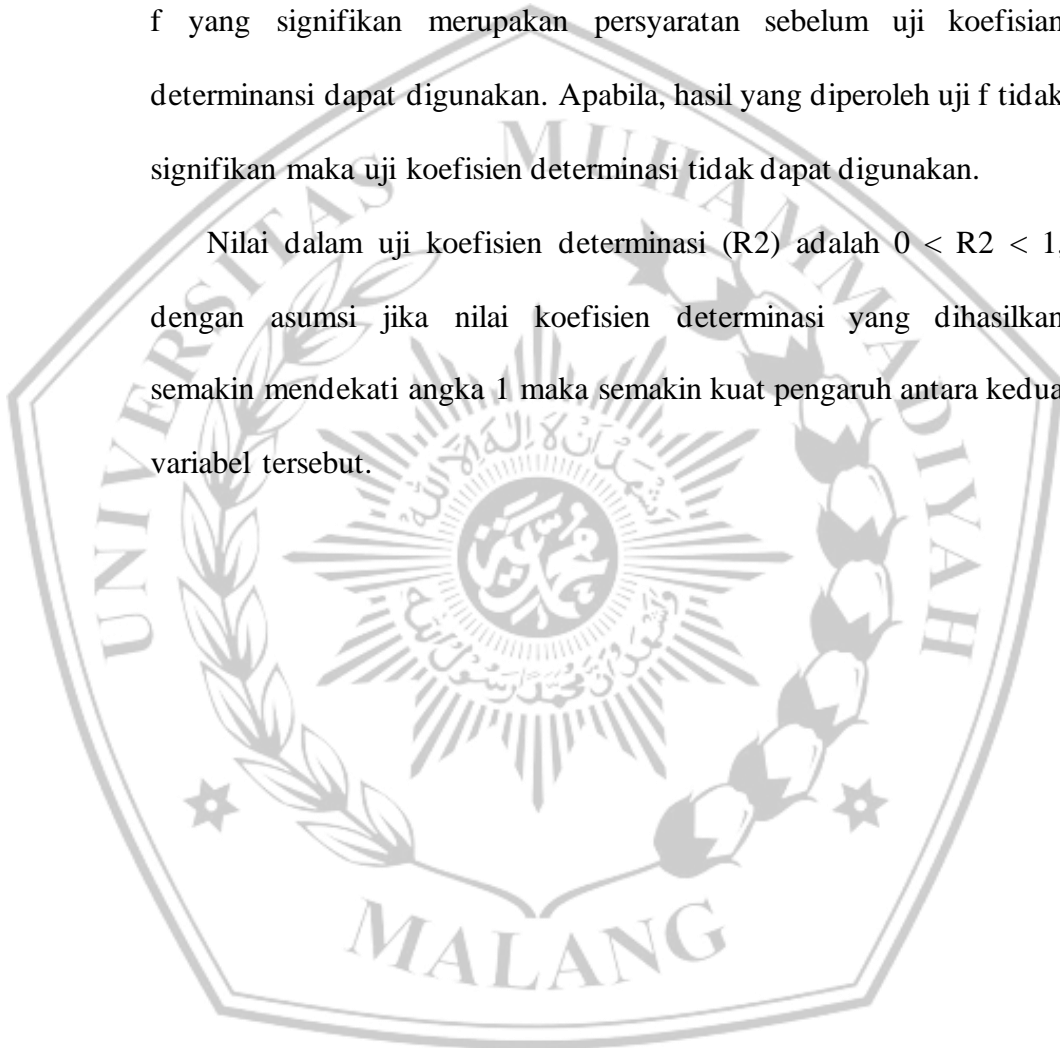 f yang signifikan merupakan persyaratan sebelum uji koefisian
determinansi dapat digunakan. Apabila, hasil yang diperoleh uji f tidak
signifikan maka uji koefisien determinasi tidak dapat digunakan.
Nilai dalam uji koefisien determinasi (R2) adalah 0 < R2 < 1,
dengan asumsi jika nilai koefisien determinasi yang dihasilkan
semakin mendekati angka 1 maka semakin kuat pengaruh antara kedua
variabel tersebut.
UNIVERSITAS MUHAMMADIYAH
MALANG